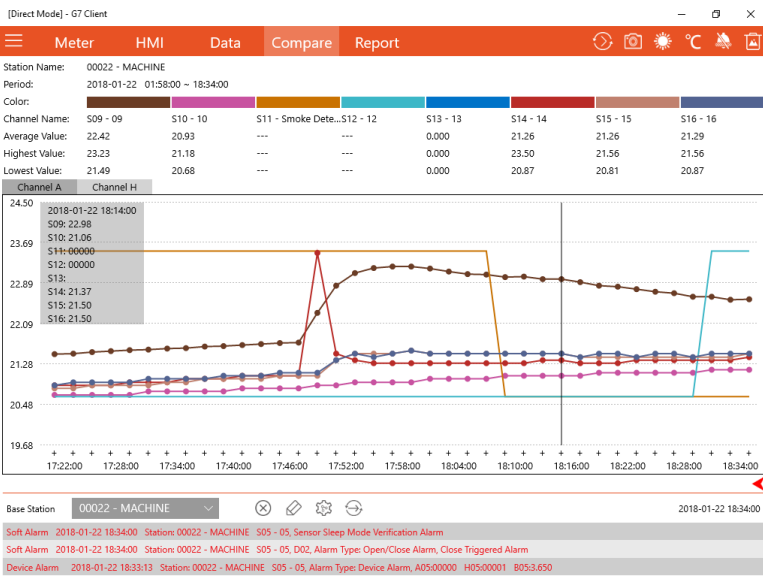 [Direct Mode] - G7 Client
Meter HMI Data Compare Report °C
Station Name: 00022 - MACHINE
Period: 2018-01-22 01:58:00 ~ 18:34:00
Color:
Channel Name: S09 - 09 S10 - 10 S11 - Smoke Dete... S12 - 12 S13 - 13 S14 - 14 S15 - 15 S16 - 16
Average Value: 22.42 20.93 --- --- 0.000 21.26 21.26 21.29
Highest Value: 23.23 21.18 --- --- 0.000 23.50 21.56 21.56
Lowest Value: 21.49 20.68 --- --- 0.000 20.87 20.81 20.87
Channel A Channel H
24.50
2018-01-22 18:14:00
S09: 22.98
S10: 21.06
23.69
S11: 00000
S12: 00000
S13:
22.89
S14: 21.37
S15: 21.50
S16: 21.50
22.09
21.28
20.48
19.68
17:22:00 17:28:00 17:34:00 17:40:00 17:46:00 17:52:00 17:58:00 18:04:00 18:10:00 18:16:00 18:22:00 18:28:00 18:34:00
Base Station 00022 - MACHINE 2018-01-22 18:34:00
Soft Alarm 2018-01-22 18:34:00 Station: 00022 - MACHINE S05 - 05, Sensor Sleep Mode Verification Alarm
Soft Alarm 2018-01-22 18:34:00 Station: 00022 - MACHINE S05 - 05, D02, Alarm Type: Open/Close Alarm, Close Triggered Alarm
Device Alarm 2018-01-22 18:33:13 Station: 00022 - MACHINE S05 - 05, Alarm Type: Device Alarm, A05:00000 H05:00001 B05:3.650